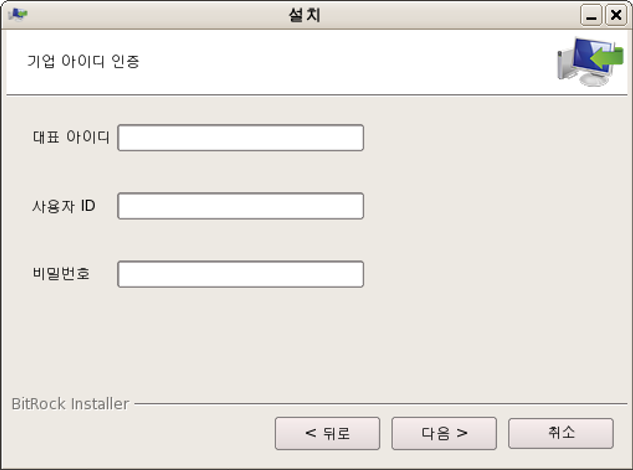 설치
기업 아이디 인증
대표 아이디
사용자 ID
비밀번호
BitRock Installer
< 뒤로 다음 > 취소